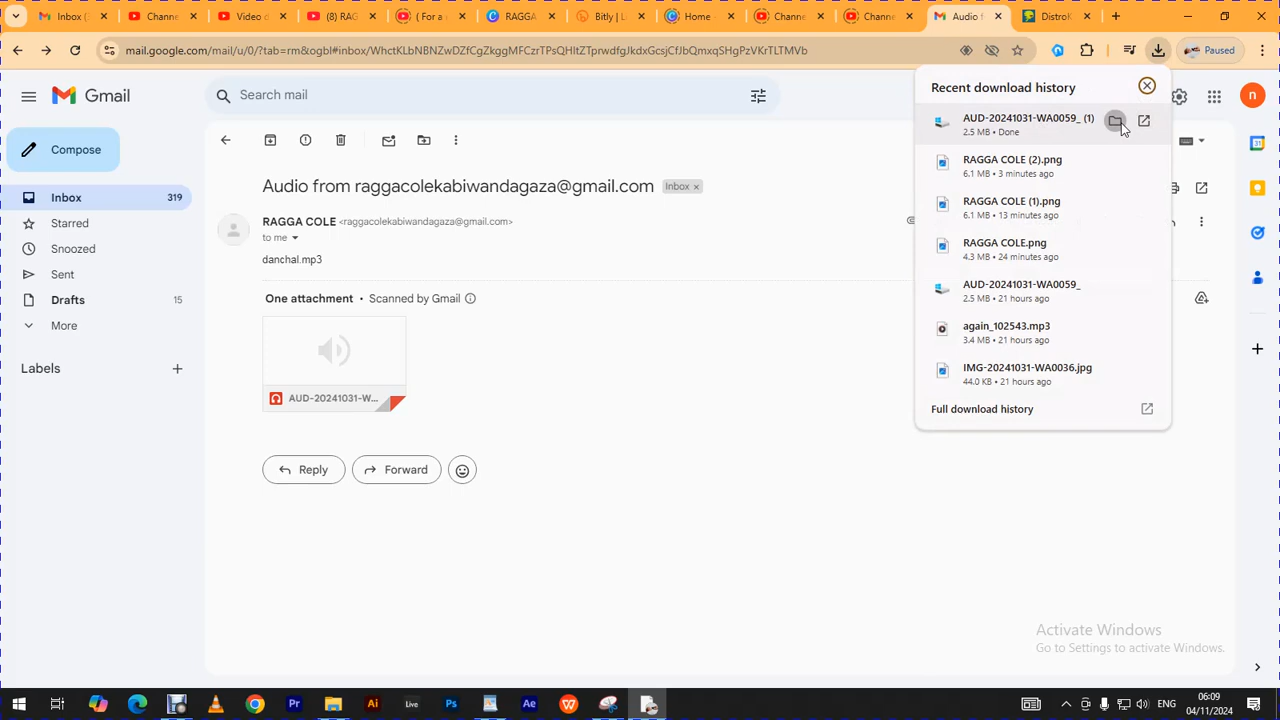 Inbox (3
Channe
Video d
(8) RAG
( For a
RAGGA
Bitly | L
Home -
Channe
Channe
Audio f
DistroK
mail.google.com/mail/u/0/?tab=rm&ogbl#inbox/WhctKLbNBNZwDZfCgZkggMFCzrTPsQHltZTprwdfgJkdxGcsjCfJbQmxqSHgPzVKrTLTMVb
Paused
Gmail
Search mail
n
Compose
Inbox 319
Starred
Snoozed
Sent
Drafts 15
More
Labels
Audio from raggacolekabiwandagaza@gmail.com Inbox ×
RAGGA COLE <raggacolekabiwandagaza@gmail.com>
to me
danchal.mp3
One attachment • Scanned by Gmail
AUD-20241031-W...
Reply
Forward
Recent download history
AUD-20241031-WA0059_ (1)
2.5 MB • Done
RAGGA COLE (2).png
6.1 MB • 3 minutes ago
RAGGA COLE (1).png
6.1 MB • 13 minutes ago
RAGGA COLE.png
4.3 MB • 24 minutes ago
AUD-20241031-WA0059_
2.5 MB • 21 hours ago
again_102543.mp3
3.4 MB • 21 hours ago
IMG-20241031-WA0036.jpg
44.0 KB • 21 hours ago
Full download history
Activate Windows
Go to Settings to activate Windows.
Pr
Ai
Live
Ps
Ae
ENG
06:09
04/11/2024